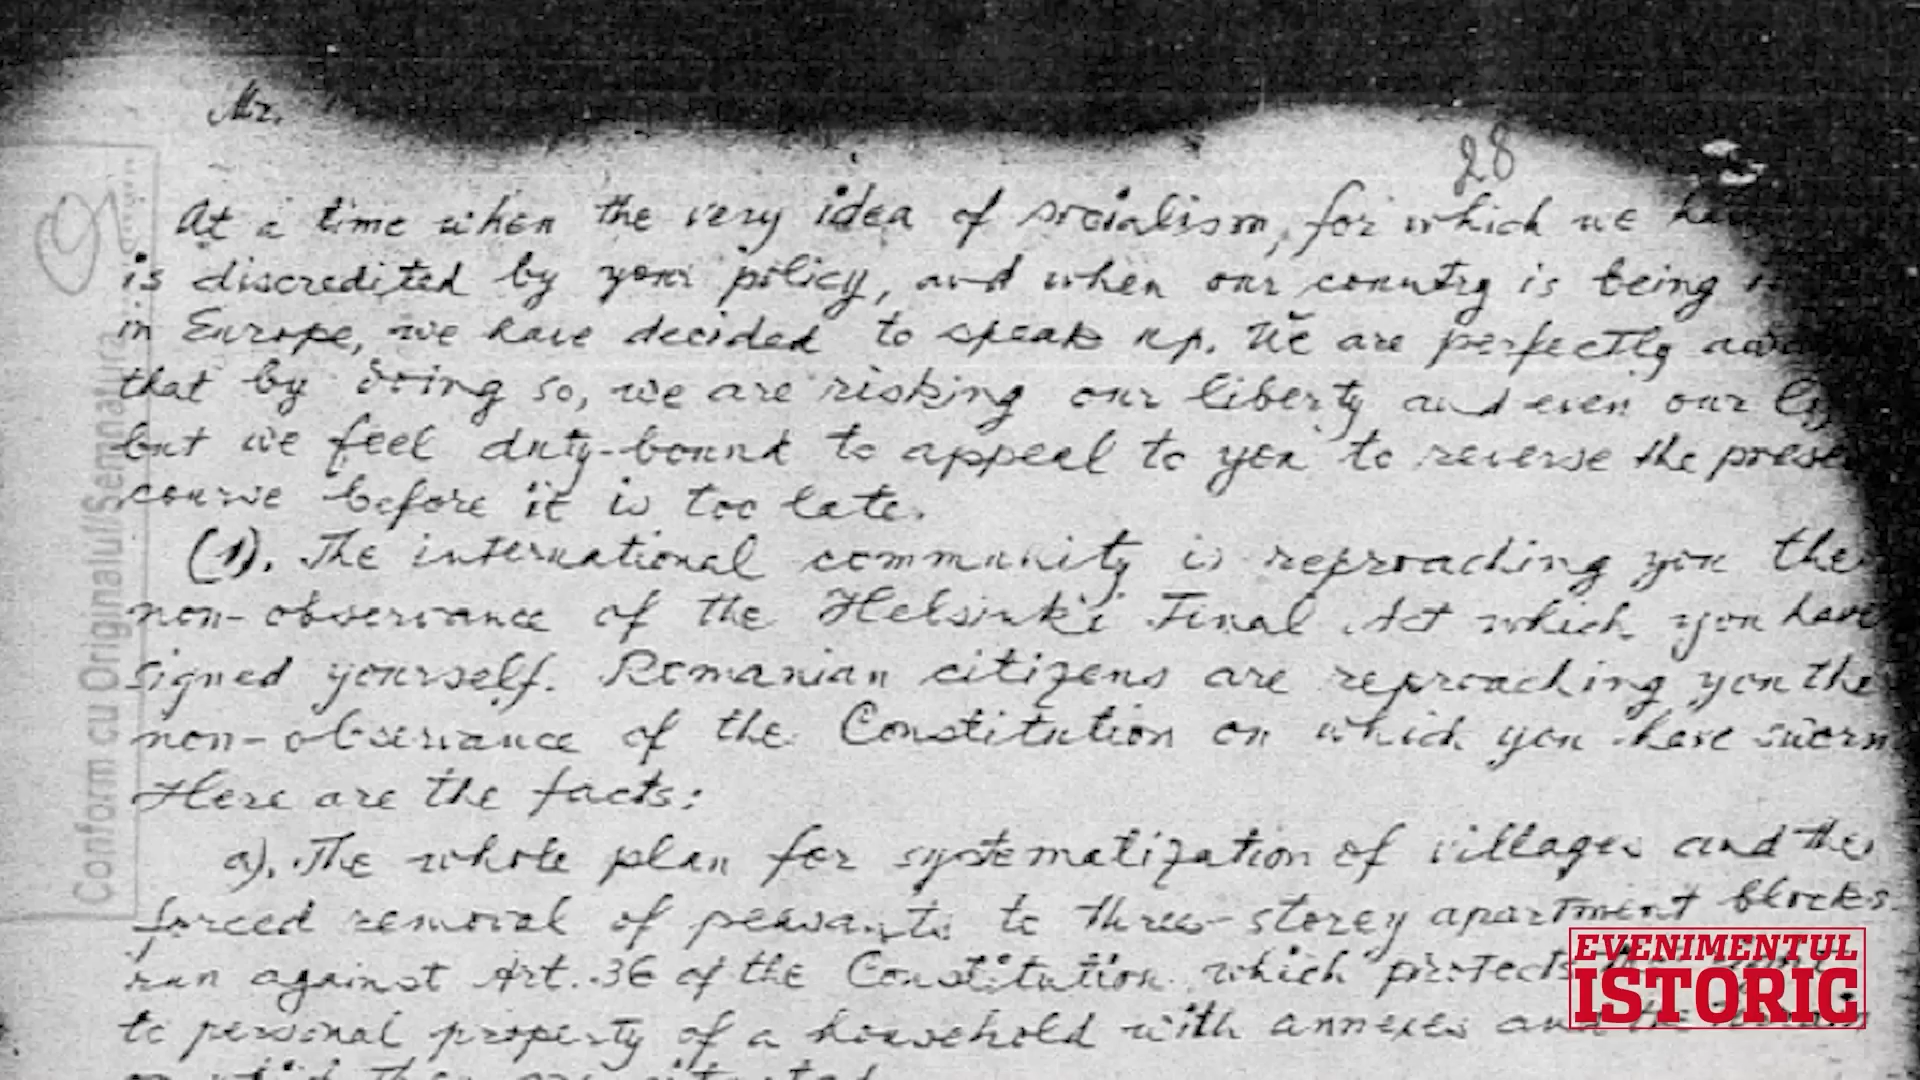 Mr.
28
At a time when the very idea of socialism, for which we
is discredited by your policy, and when our country is being
in Europe, we have decided to speak up. We are perfectly
that by doing so, we are risking our liberty and even our
but we feel duty-bound to appeal to you to reverse the
course before it is too late.
(1). The international community is reproaching you the
non-observance of the Helsinki Final Act which you have
signed yourself. Romanian citizens are reproaching you the
non-observance of the Constitution on which you have sworn
Here are the facts:
a). The whole plan for systematization of villages and the
forced removal of peasants to three-storey apartment blocks
run against Art. 36 of the Constitution which protects
to personal property of a household with annexes and
Conform cu Originalul/Semnatura
EVENIMENTUL
ISTORIC